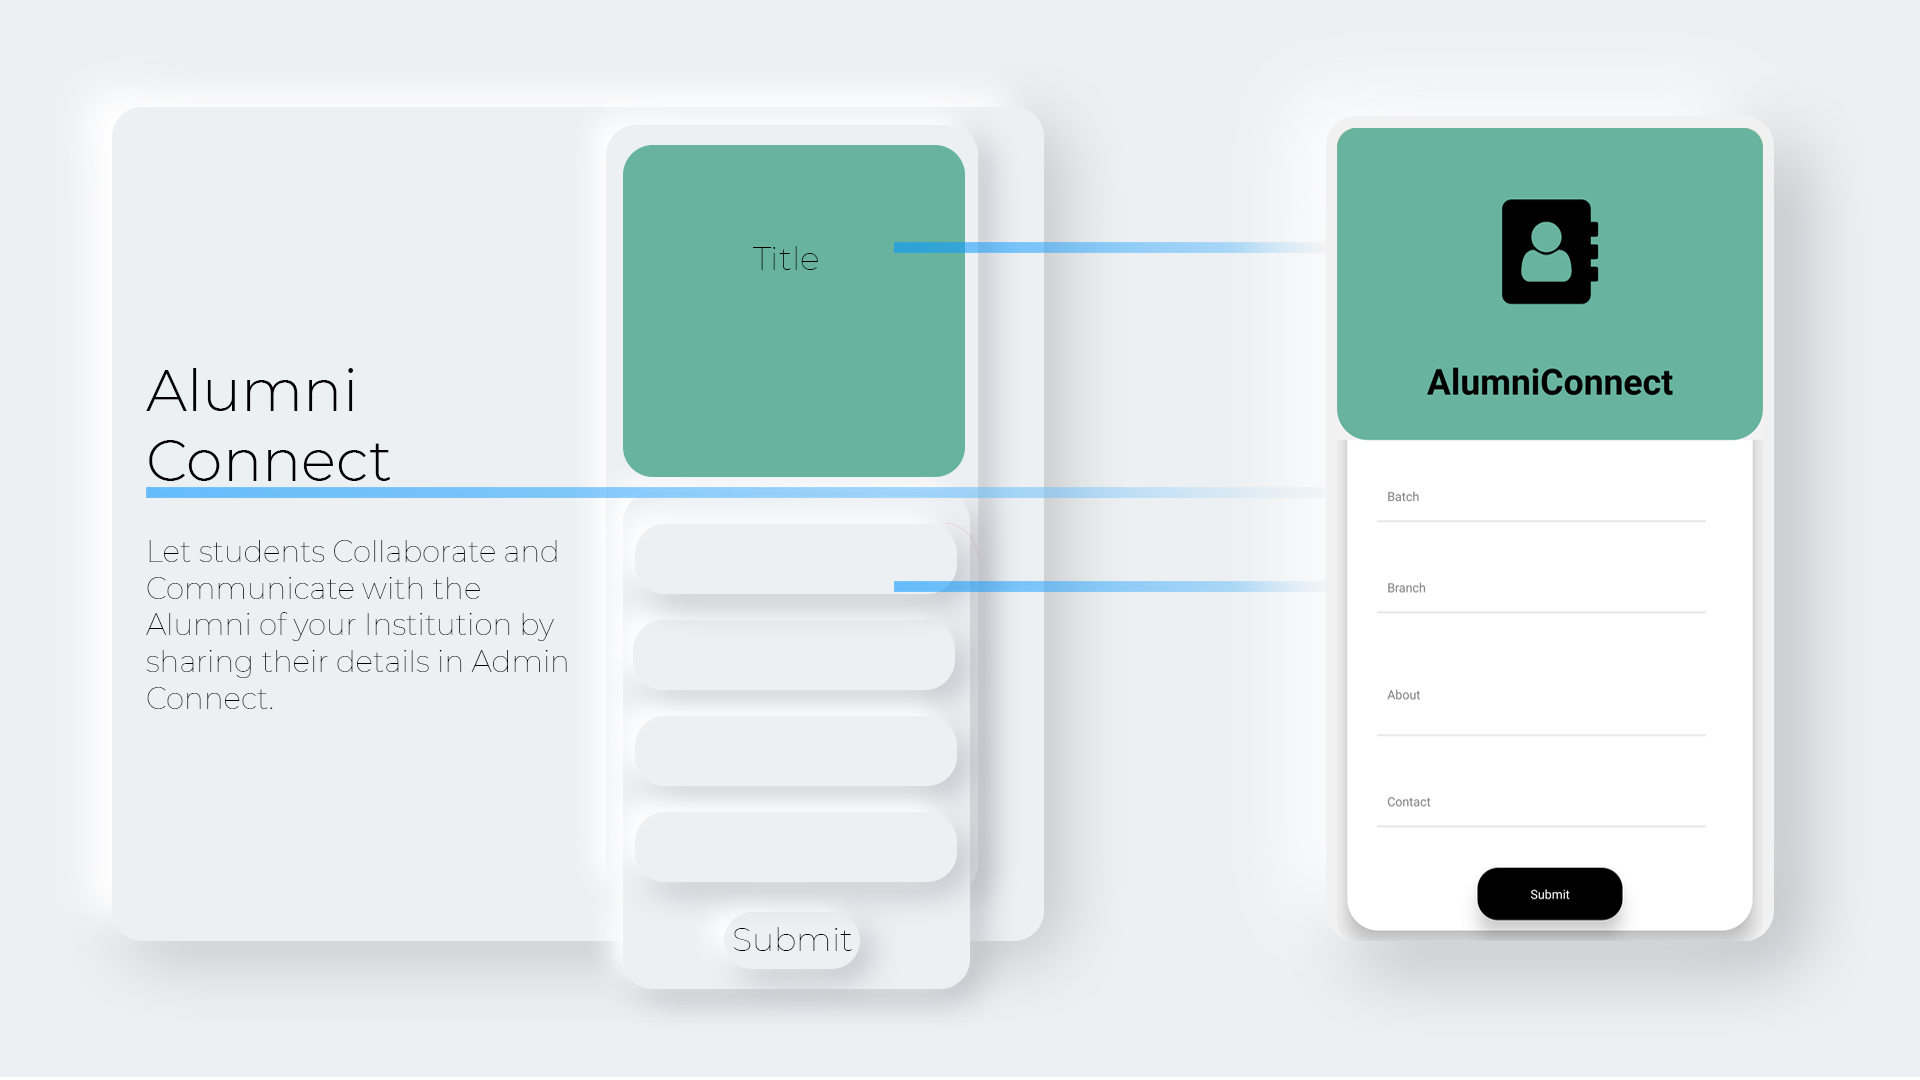 Alumni
Connect
Let students Collaborate and
Communicate with the
Alumni of your Institution by
sharing their details in Admin
Connect.
Title
Submit
AlumniConnect
Batch
Branch
About
Contact
Submit